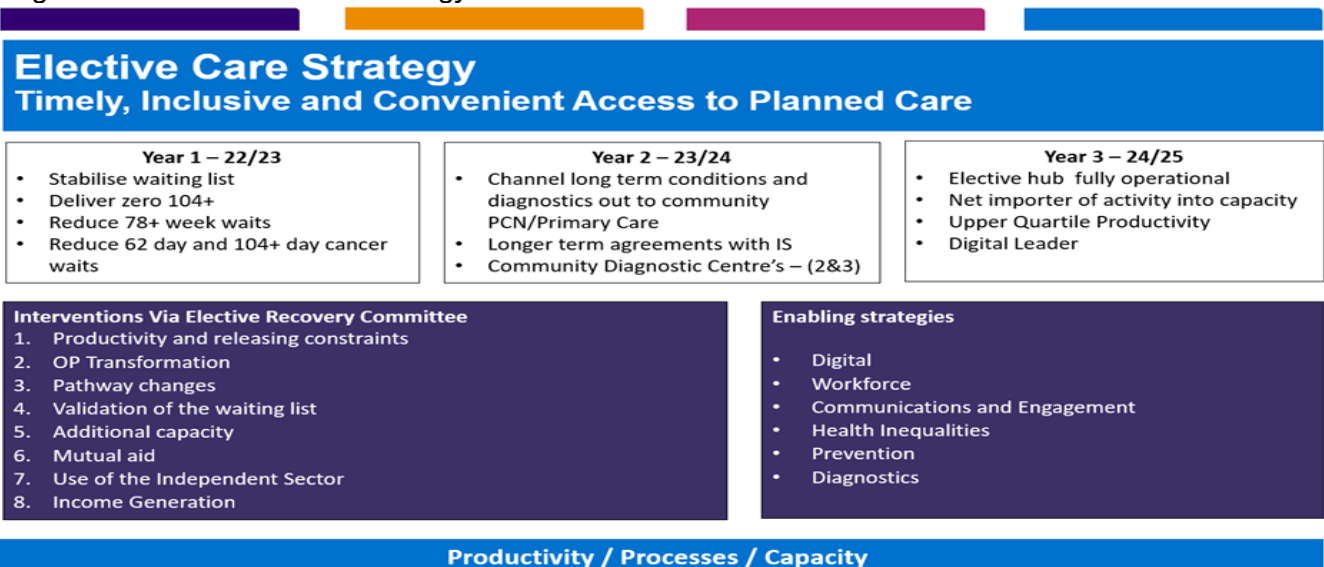 Elective Care Strategy
Timely, Inclusive and Convenient Access to Planned Care
Year 1 – 22/23
• Stabilise waiting list
• Deliver zero 104+
• Reduce 78+ week waits
• Reduce 62 day and 104+ day cancer
waits
Year 2 – 23/24
• Channel long term conditions and
diagnostics out to community
PCN/Primary Care
• Longer term agreements with IS
• Community Diagnostic Centre's – (2&3)
Year 3 – 24/25
• Elective hub fully operational
• Net importer of activity into capacity
• Upper Quartile Productivity
• Digital Leader
Interventions Via Elective Recovery Committee
1. Productivity and releasing constraints
2. OP Transformation
3. Pathway changes
4. Validation of the waiting list
5. Additional capacity
6. Mutual aid
7. Use of the Independent Sector
8. Income Generation
Enabling strategies
• Digital
• Workforce
• Communications and Engagement
• Health Inequalities
• Prevention
• Diagnostics
Productivity / Processes / Capacity